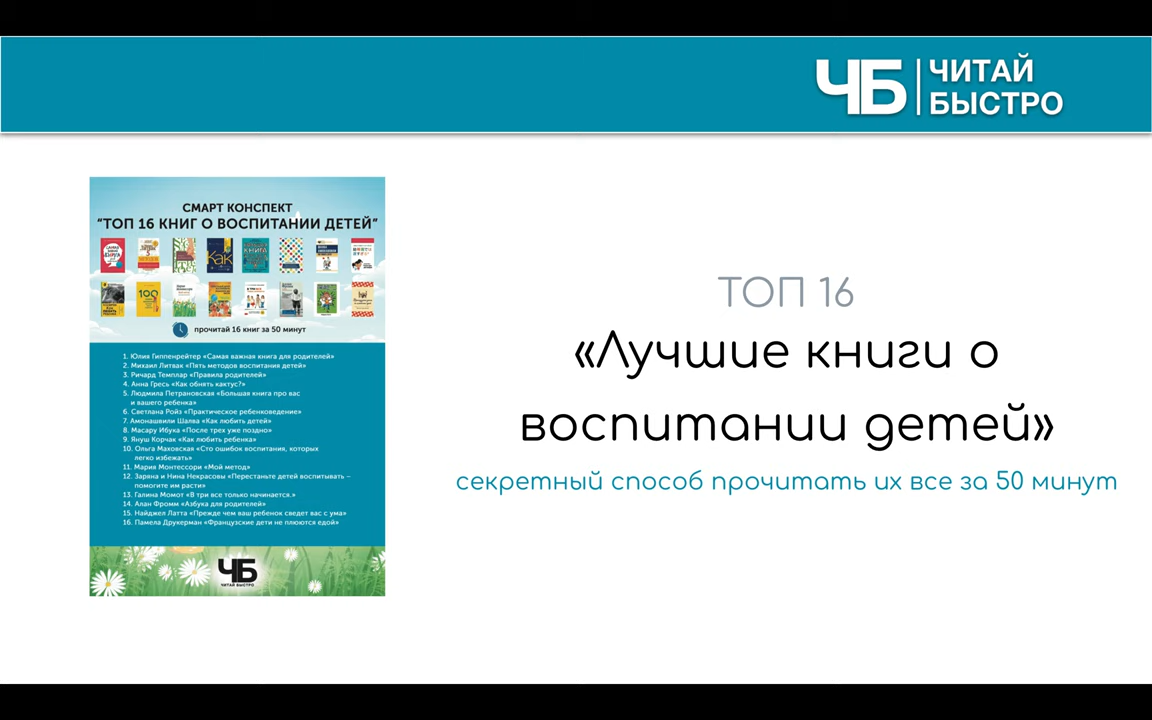 ЧБ
ЧИТАЙ
БЫСТРО
СМАРТ КОНСПЕКТ
"ТОП 16 КНИГ О ВОСПИТАНИИ ДЕТЕЙ"
прочитай 16 книг за 50 минут
1. Юлия Гиппенрейтер «Самая важная книга для родителей»
2. Михаил Литвак «Пять методов воспитания детей»
3. Ричард Темплар «Правила родителей»
4. Анна Гресь «Как обнять кактус?»
5. Людмила Петрановская «Большая книга про вас
и вашего ребенка»
6. Светлана Ройз «Практическое ребенковедение»
7. Амонашвили Шалва «Как любить детей»
8. Масару Ибука «После трех уже поздно»
9. Януш Корчак «Как любить ребенка»
10. Ольга Маховская «Сто ошибок воспитания, которых
легко избежать»
11. Мария Монтессори «Мой метод»
12. Заряна и Нина Некрасовы «Перестаньте детей воспитывать –
помогите им расти»
13. Галина Момот «В три все только начинается.»
14. Алан Фромм «Азбука для родителей»
15. Найджел Латта «Прежде чем ваш ребенок сведет вас с ума»
16. Памела Друкерман «Французские дети не плюются едой»
ЧБ
ЧИТАЙ БЫСТРО
ТОП 16
«Лучшие книги о
воспитании детей»
секретный способ прочитать их все за 50 минут